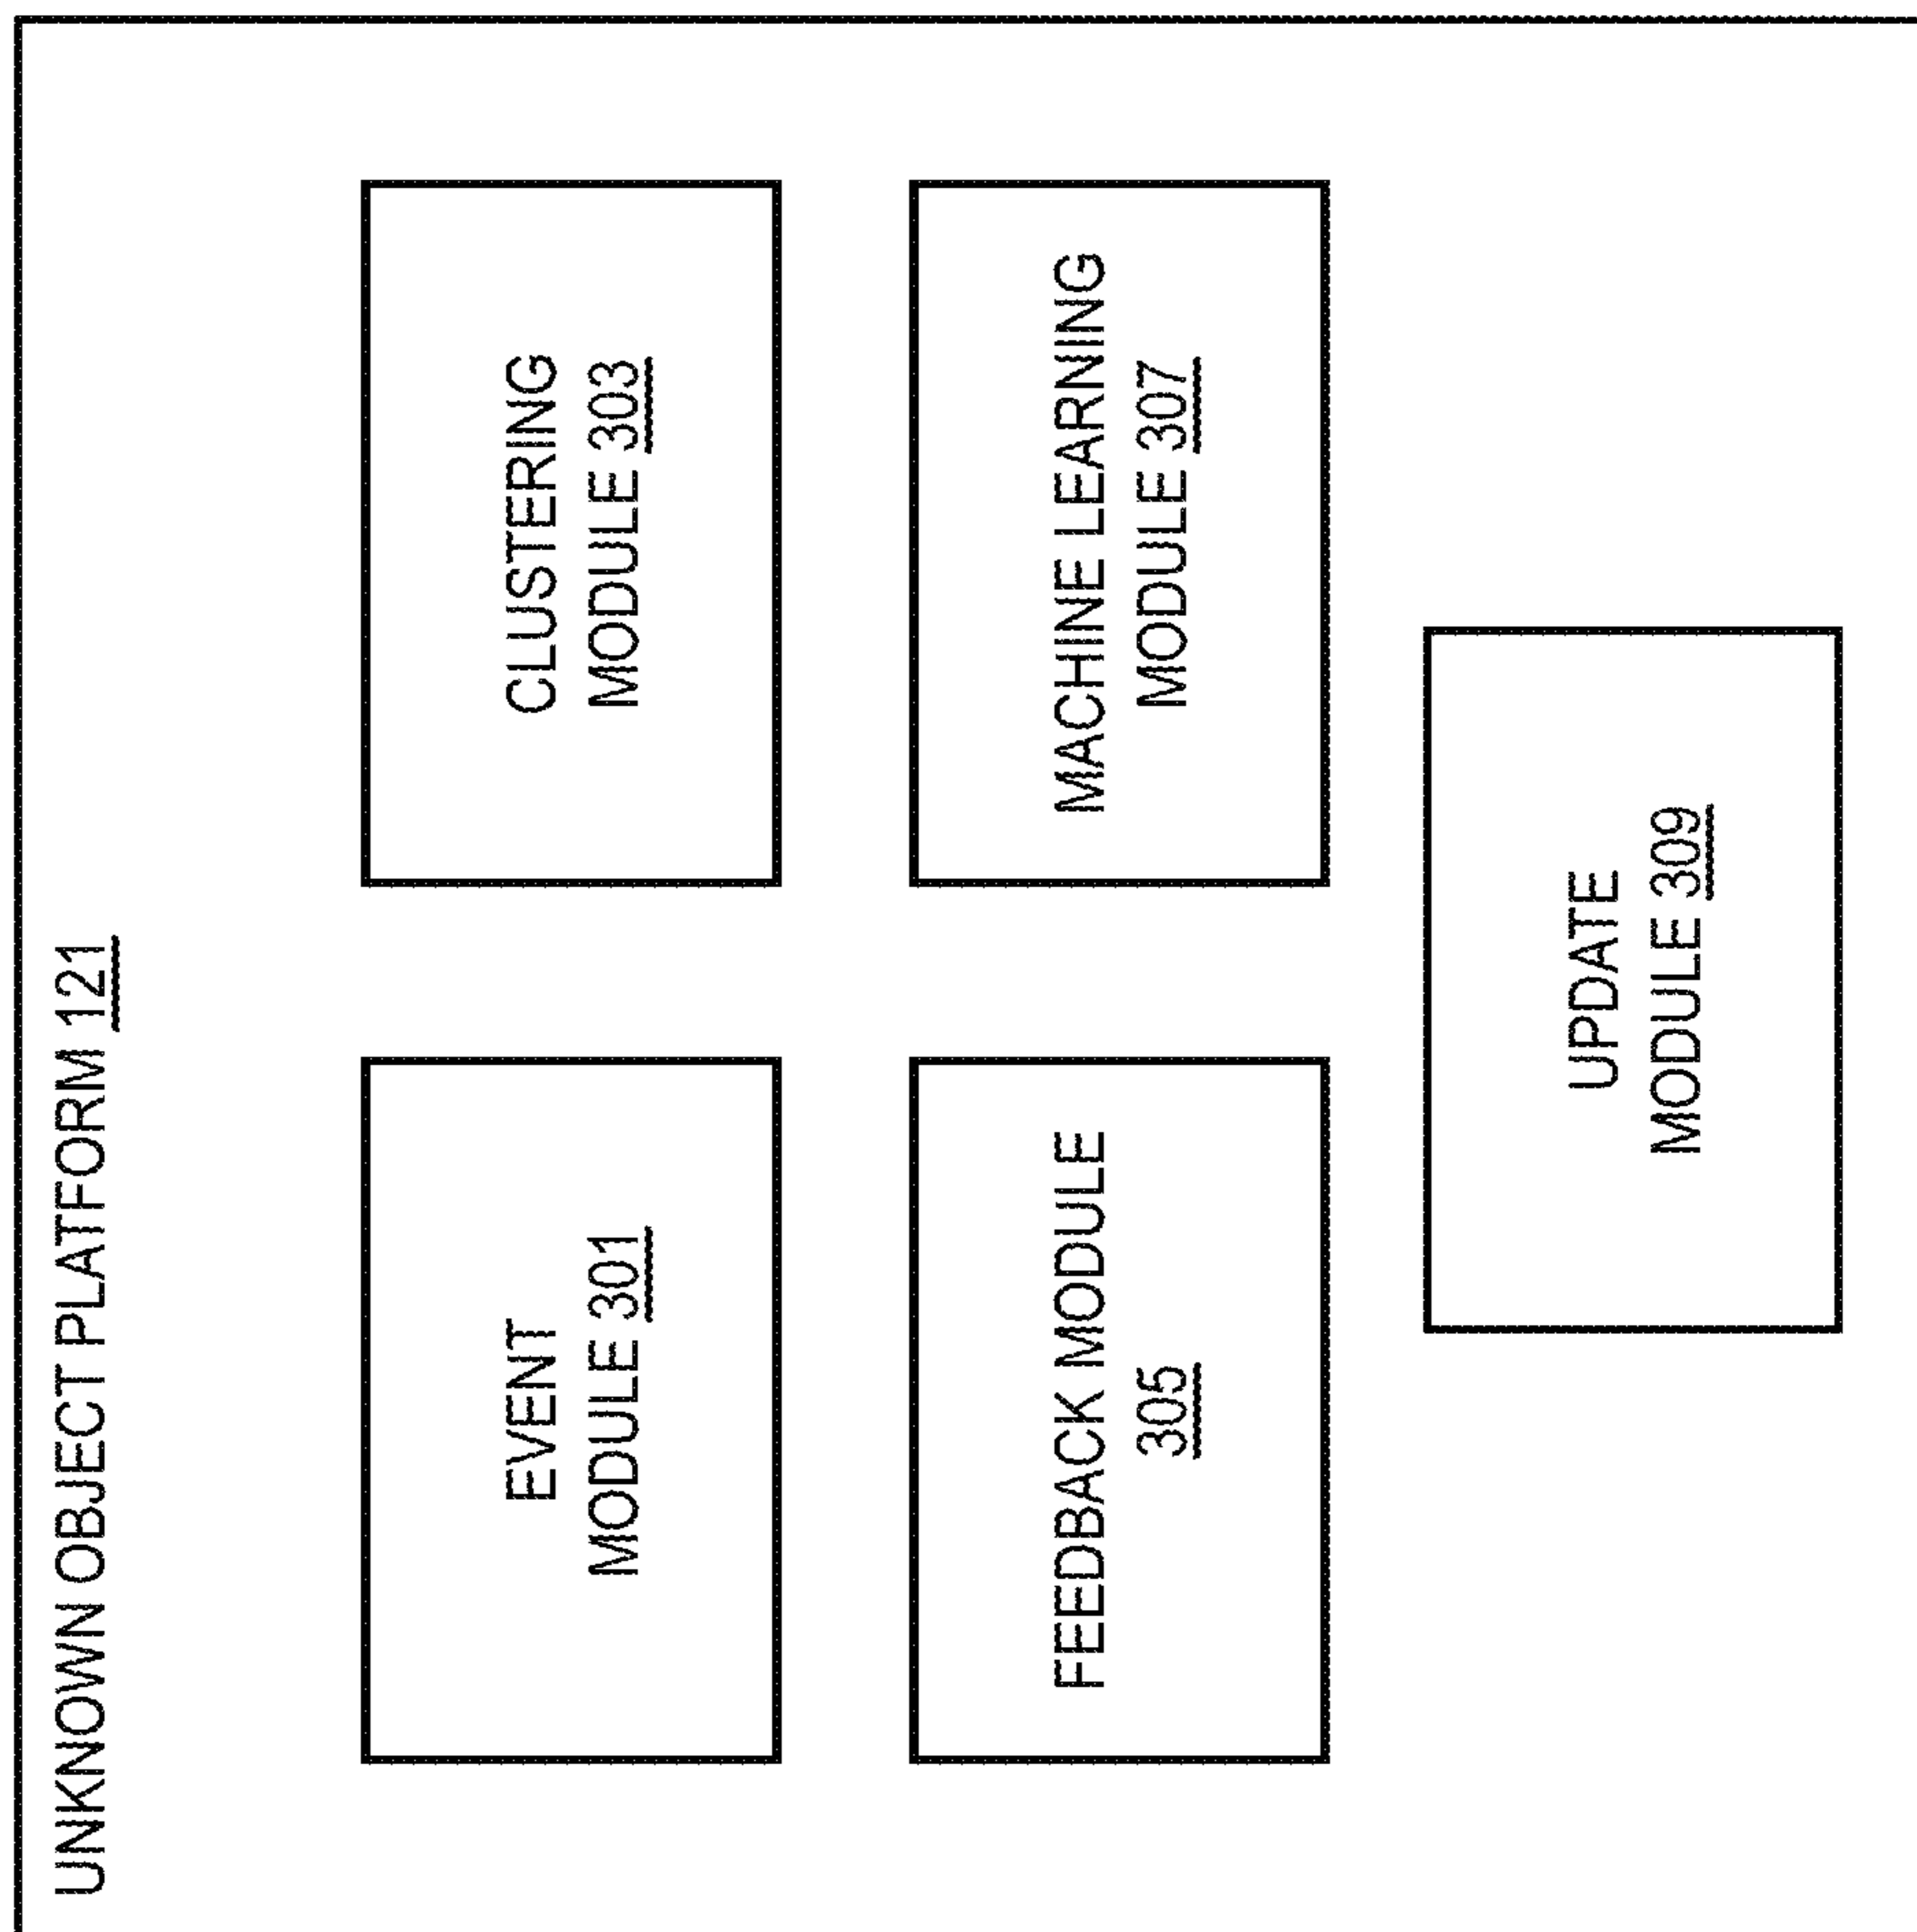 UNKNOWN OBJECT PLATFORM 121
EVENT
MODULE 301
CLUSTERING
MODULE 303
FEEDBACK MODULE
305
MACHINE LEARNING
MODULE 307
UPDATE
MODULE 309